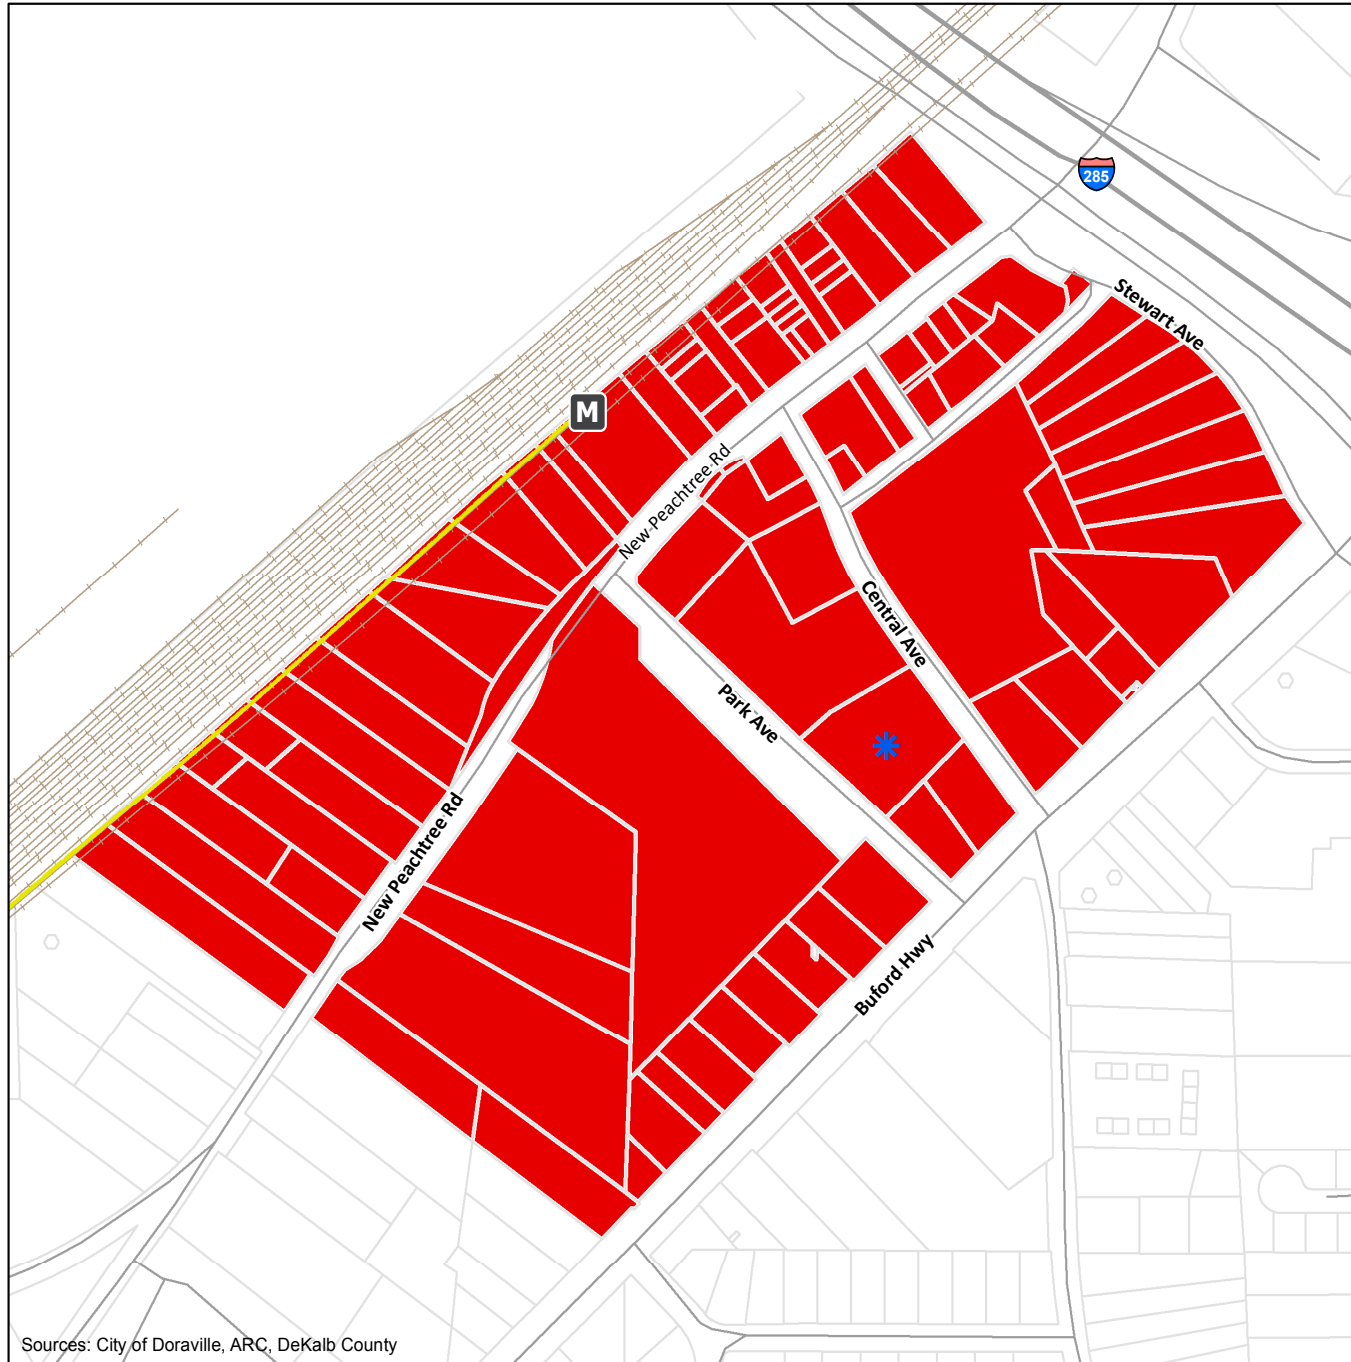 285
Stewart Ave
M
New Peachtree Rd
Central Ave
Park Ave
New Peachtree Rd
Buford Hwy
Sources: City of Doraville, ARC, DeKalb County